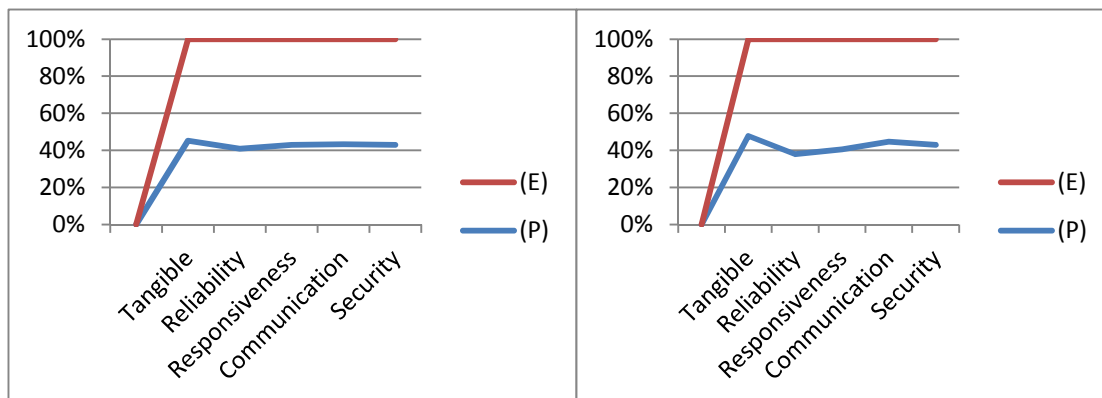 100%
80%
60%
40%
20%
0%
Tangible
Reliability
Responsiveness
Communication
Security
(E)
(P)
100%
80%
60%
40%
20%
0%
Tangible
Reliability
Responsiveness
Communication
Security
(E)
(P)